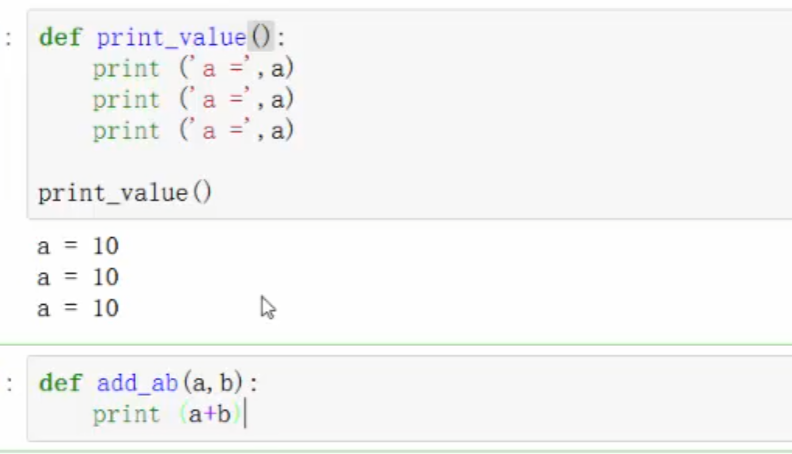 : def print_value():
print ('a =',a)
print ('a =',a)
print ('a =',a)
print_value()
a = 10
a = 10
a = 10
: def add_ab(a,b):
print (a+b)